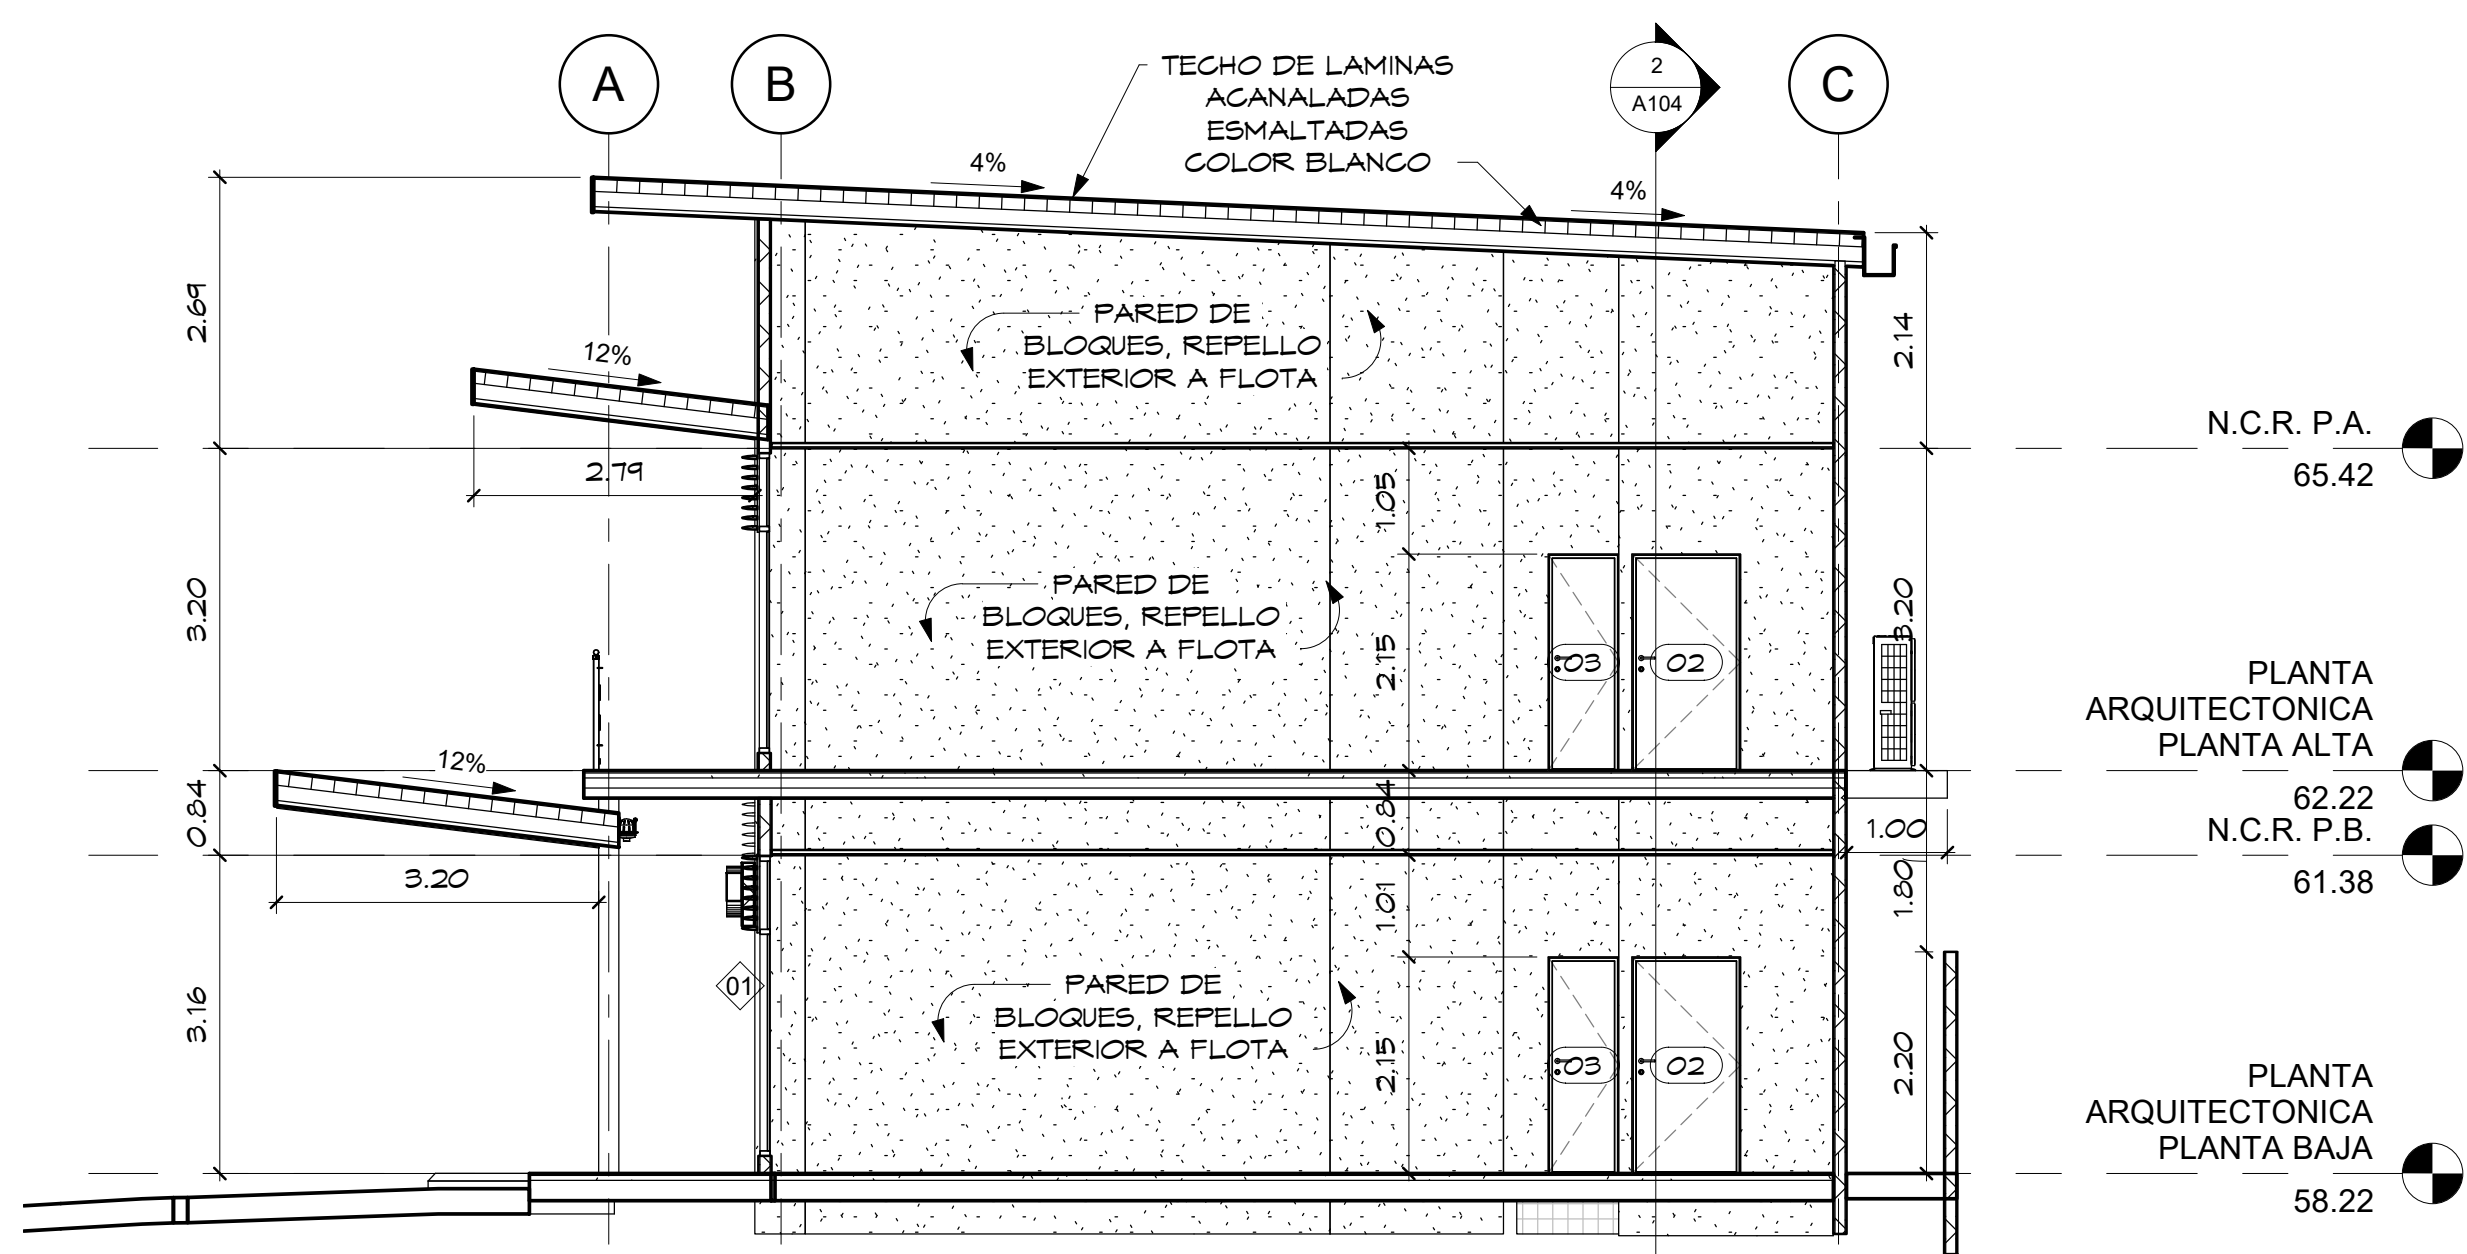 A
B
TECHO DE LAMINAS
ACANALADAS
ESMALTADAS
COLOR BLANCO
2
A104
C
4%
4%
2.69
12%
PARED DE
BLOQUES, REPELLO
EXTERIOR A FLOTA
2.14
N.C.R. P.A.
65.42
2.79
1.05
3.20
PARED DE
BLOQUES, REPELLO
EXTERIOR A FLOTA
2.15
03
02
3.20
PLANTA
ARQUITECTONICA
PLANTA ALTA
62.22
12%
0.84
0.84
1.00
N.C.R. P.B.
61.38
3.20
1.01
1.80
01
3.16
PARED DE
BLOQUES, REPELLO
EXTERIOR A FLOTA
2.15
03
02
2.20
PLANTA
ARQUITECTONICA
PLANTA BAJA
58.22